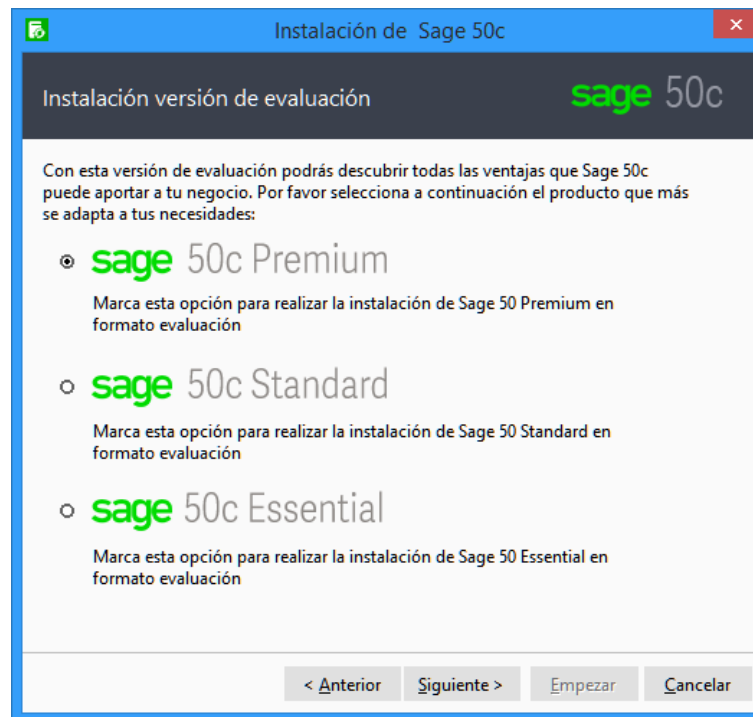 Instalación de Sage 50c
Instalación versión de evaluación
sage 50c
Con esta versión de evaluación podrás descubrir todas las ventajas que Sage 50c
puede aportar a tu negocio. Por favor selecciona a continuación el producto que más
se adapta a tus necesidades:
sage 50c Premium
Marca esta opción para realizar la instalación de Sage 50 Premium en
formato evaluación
sage 50c Standard
Marca esta opción para realizar la instalación de Sage 50 Standard en
formato evaluación
sage 50c Essential
Marca esta opción para realizar la instalación de Sage 50 Essential en
formato evaluación
< Anterior Siguiente > Empezar Cancelar